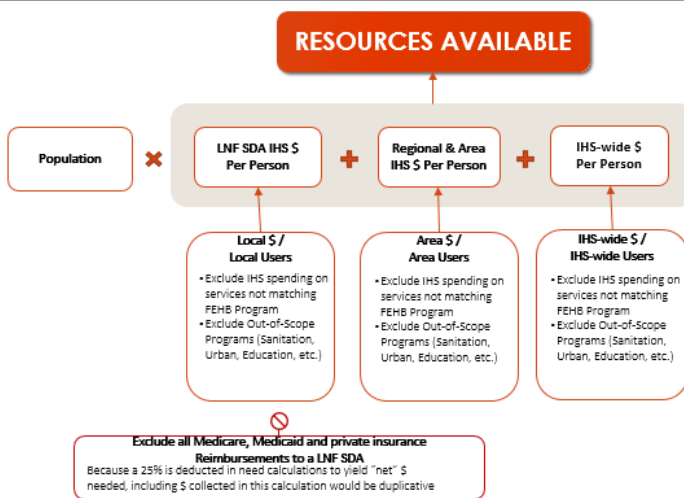 RESOURCES AVAILABLE
Population
LNF SDA IHS $
Per Person
Regional & Area
IHS $ Per Person
IHS-wide $
Per Person
Local $ /
Local Users
• Exclude IHS spending on
services not matching
FEHB Program
• Exclude Out-of-Scope
Programs (Sanitation,
Urban, Education, etc.)
Area $ /
Area Users
• Exclude IHS spending on
services not matching
FEHB Program
• Exclude Out-of-Scope
Programs (Sanitation,
Urban, Education, etc.)
IHS-wide $ /
IHS-wide Users
• Exclude IHS spending on
services not matching
FEHB Program
• Exclude Out-of-Scope
Programs (Sanitation,
Urban, Education, etc.)
Exclude all Medicare, Medicaid and private insurance
Reimbursements to a LNF SDA
Because a 25% is deducted in need calculations to yield "net" $
needed, including $ collected in this calculation would be duplicative